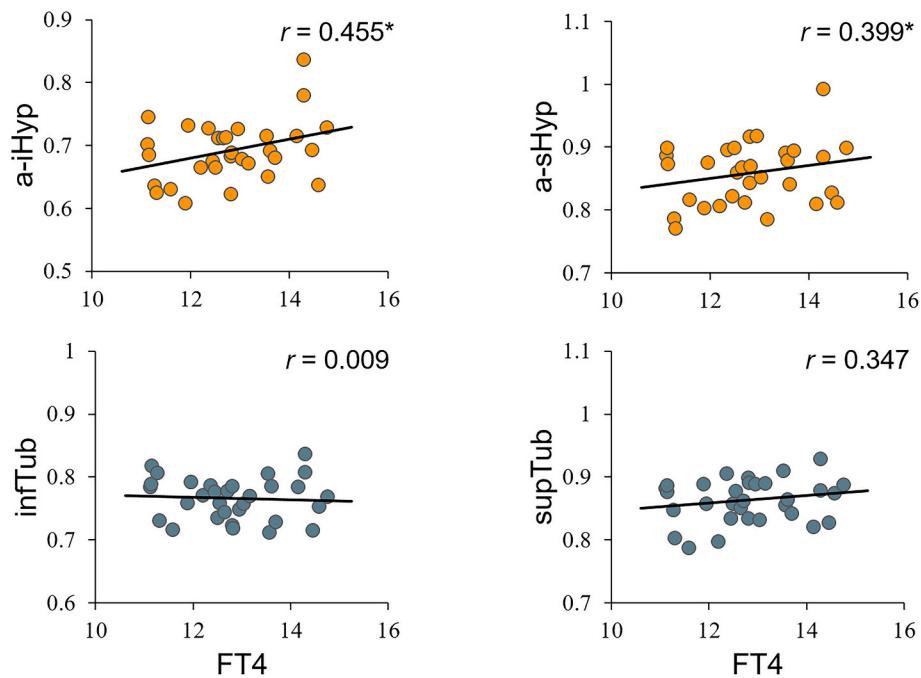 r = 0.455*
a-iHyp
0.9
0.8
0.7
0.6
0.5
10 12 14 16
r = 0.399*
a-sHyp
1.1
1
0.9
0.8
0.7
10 12 14 16
r = 0.009
infTub
1
0.9
0.8
0.7
0.6
10 12 14 16
FT4
r = 0.347
supTub
1.1
1
0.9
0.8
0.7
10 12 14 16
FT4